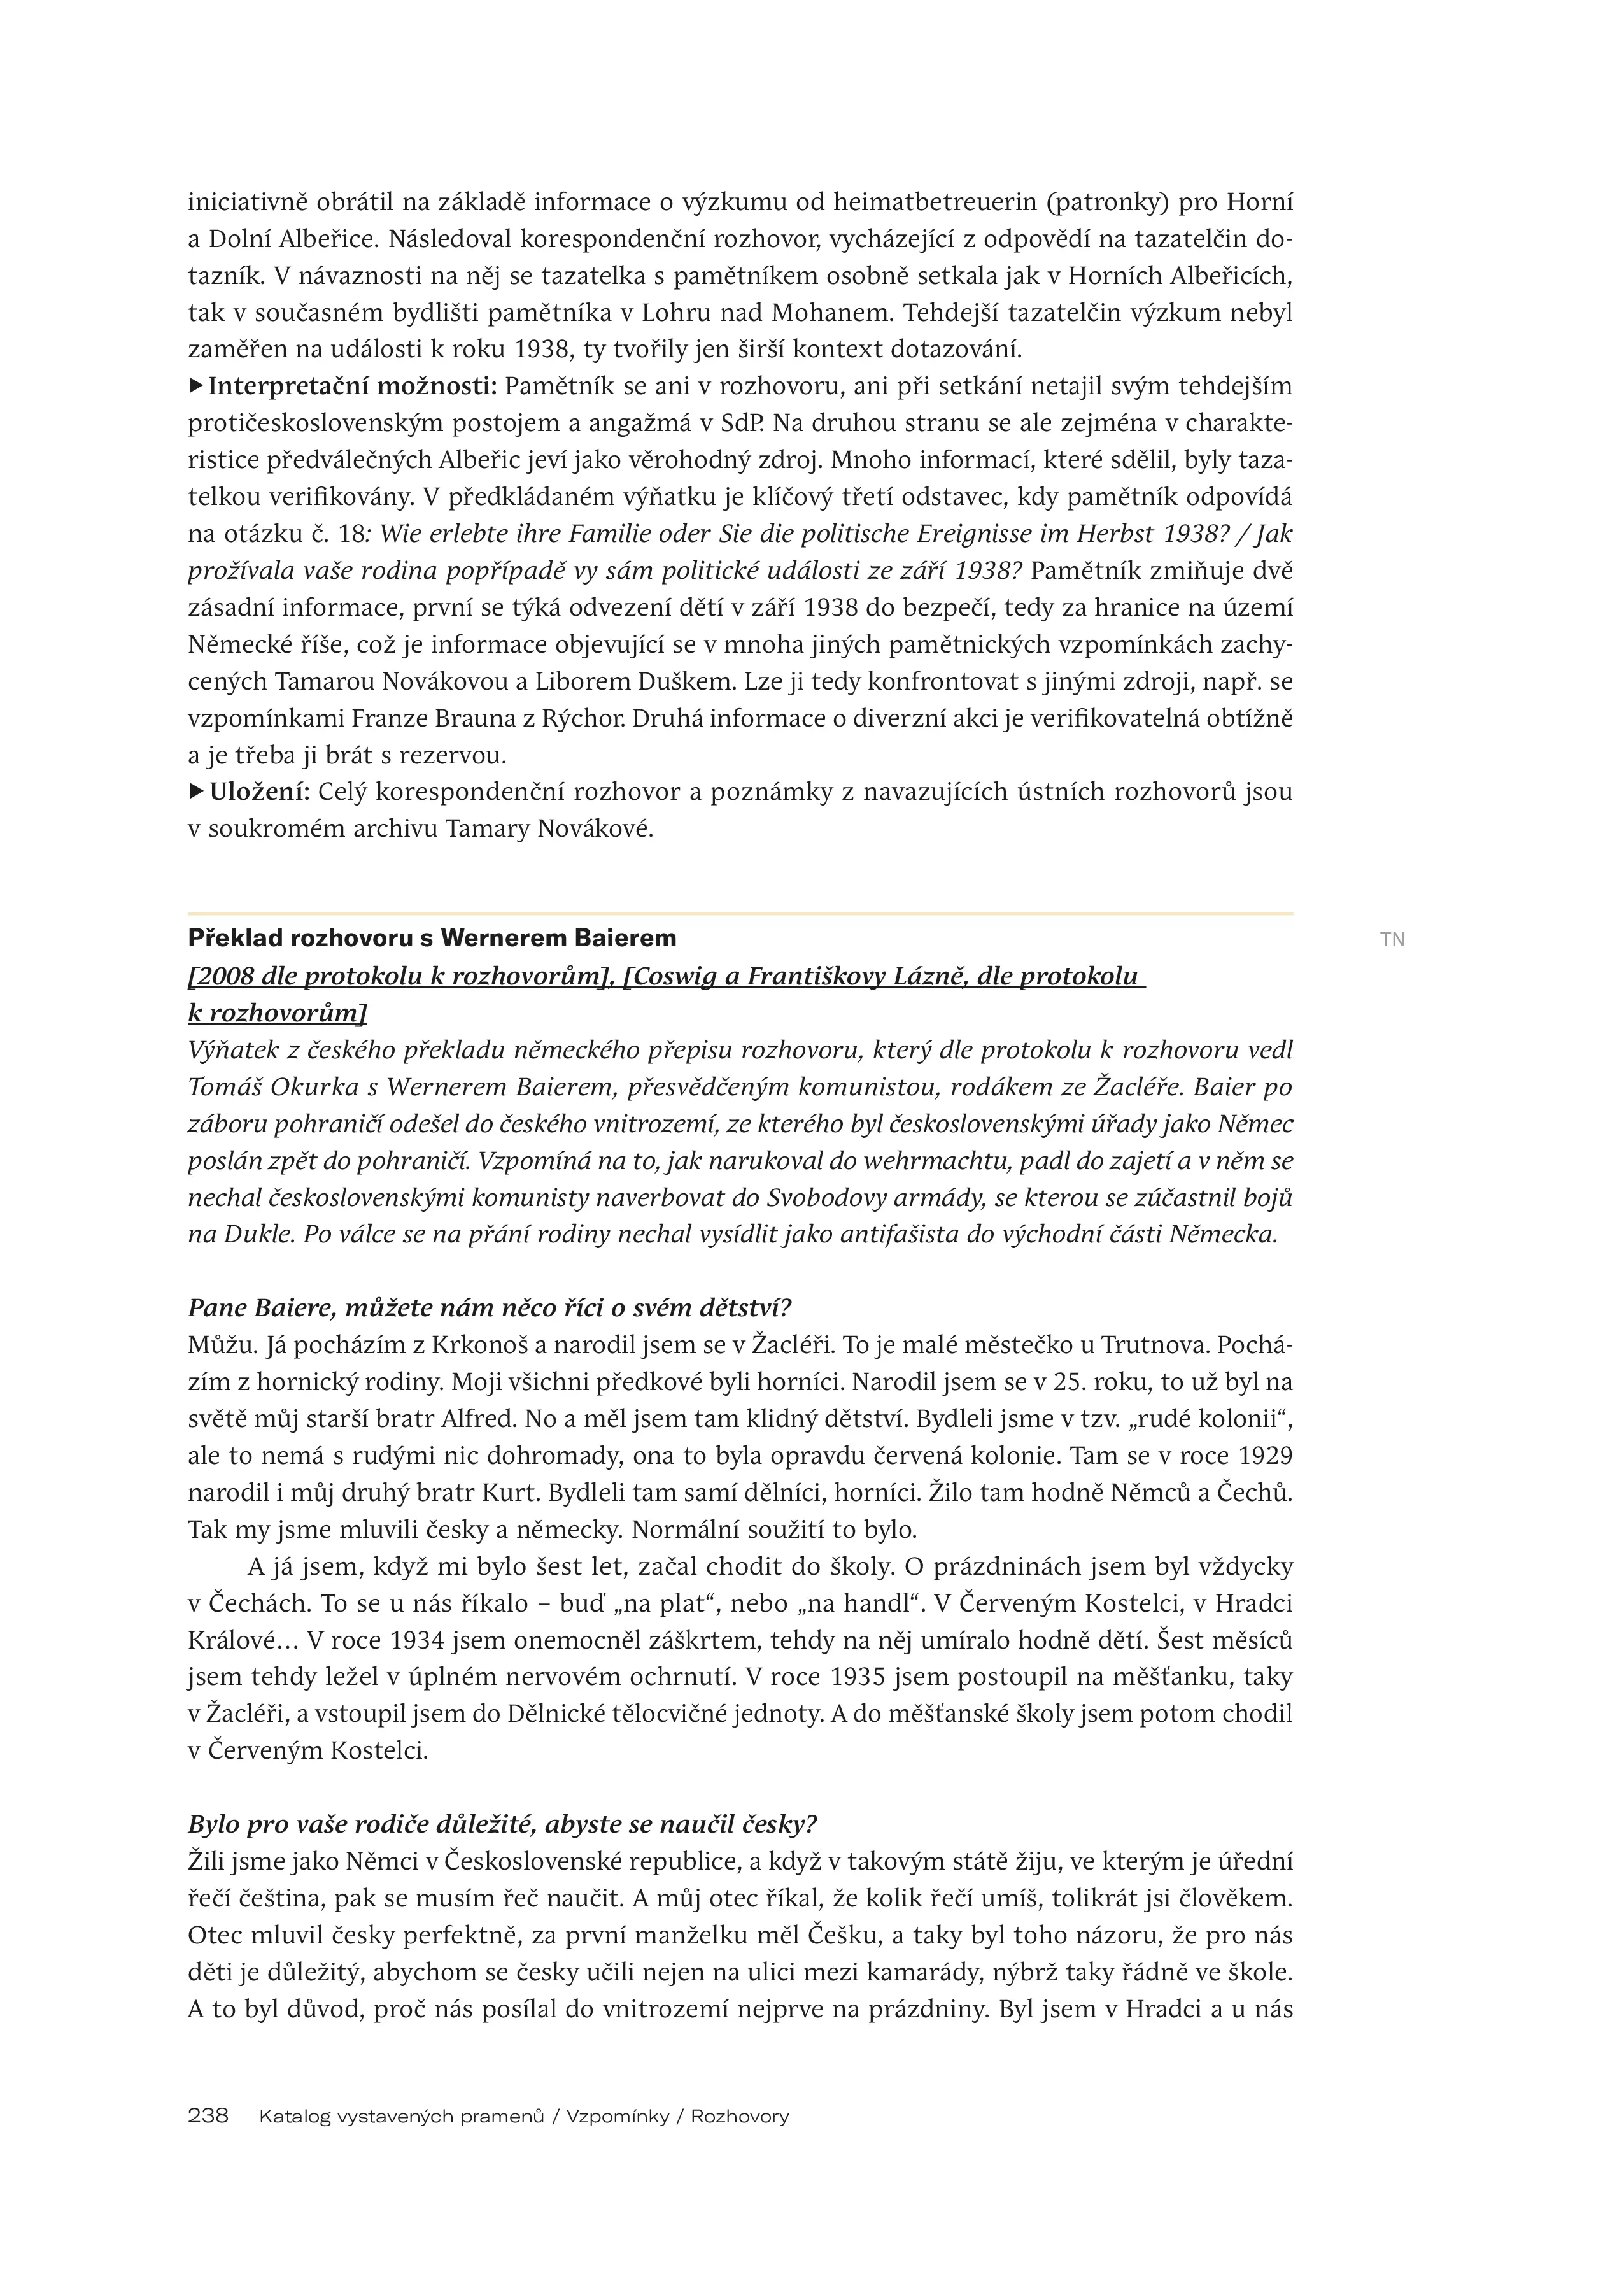 iniciativně obrátil na základě informace o výzkumu od heimatbetreuerin (patronky) pro Horní
a Dolní Albeřice. Následoval korespondenční rozhovor, vycházející z odpovědí na tazatelčin do-
tazník. V návaznosti na něj se tazatelka s pamětníkem osobně setkala jak v Horních Albeřicích,
tak v současném bydlišti pamětníka v Lohru nad Mohanem. Tehdejší tazatelčin výzkum nebyl
zaměřen na události k roku 1938, ty tvořily jen širší kontext dotazování.
▶ Interpretační možnosti: Pamětník se ani v rozhovoru, ani při setkání netajil svým tehdejším
protičeskoslovenským postojem a angažmá v SdP. Na druhou stranu se ale zejména v charakte-
ristice předválečných Albeřic jeví jako věrohodný zdroj. Mnoho informací, které sdělil, byly taza-
telkou verifikovány. V předkládaném výňatku je klíčový třetí odstavec, kdy pamětník odpovídá
na otázku č. 18: Wie erlebte ihre Familie oder Sie die politische Ereignisse im Herbst 1938? / Jak
prožívala vaše rodina popřípadě vy sám politické události ze září 1938? Pamětník zmiňuje dvě
zásadní informace, první se týká odvezení dětí v září 1938 do bezpečí, tedy za hranice na území
Německé říše, což je informace objevující se v mnoha jiných pamětnických vzpomínkách zachy-
cených Tamarou Novákovou a Liborem Duškem. Lze ji tedy konfrontovat s jinými zdroji, např. se
vzpomínkami Franze Brauna z Rýchor. Druhá informace o diverzní akci je verifikovatelná obtížně
a je třeba ji brát s rezervou.
▶ Uložení: Celý korespondenční rozhovor a poznámky z navazujících ústních rozhovorů jsou
v soukromém archivu Tamary Novákové.
Překlad rozhovoru s Wernerem Baierem
TN
[2008 dle protokolu k rozhovorům], [Coswig a Františkovy Lázně, dle protokolu
k rozhovorům]
Výňatek z českého překladu německého přepisu rozhovoru, který dle protokolu k rozhovoru vedl
Tomáš Okurka s Wernerem Baierem, přesvědčeným komunistou, rodákem ze Žacléře. Baier po
záboru pohraničí odešel do českého vnitrozemí, ze kterého byl československými úřady jako Němec
poslán zpět do pohraničí. Vzpomíná na to, jak narukoval do wehrmachtu, padl do zajetí a v něm se
nechal československými komunisty naverbovat do Svobodovy armády, se kterou se zúčastnil bojů
na Dukle. Po válce se na přání rodiny nechal vysídlit jako antifašista do východní části Německa.
Pane Baiere, můžete nám něco říci o svém dětství?
Můžu. Já pocházím z Krkonoš a narodil jsem se v Žacléři. To je malé městečko u Trutnova. Pochá-
zím z hornický rodiny. Moji všichni předkové byli horníci. Narodil jsem se v 25. roku, to už byl na
světě můj starší bratr Alfred. No a měl jsem tam klidný dětství. Bydleli jsme v tzv. „rudé kolonii“,
ale to nemá s rudými nic dohromady, ona to byla opravdu červená kolonie. Tam se v roce 1929
narodil i můj druhý bratr Kurt. Bydleli tam samí dělníci, horníci. Žilo tam hodně Němců a Čechů.
Tak my jsme mluvili česky a německy. Normální soužití to bylo.
A já jsem, když mi bylo šest let, začal chodit do školy. O prázdninách jsem byl vždycky
v Čechách. To se u nás říkalo – buď „na plat“, nebo „na handl“. V Červeným Kostelci, v Hradci
Králové… V roce 1934 jsem onemocněl záškrtem, tehdy na něj umíralo hodně dětí. Šest měsíců
jsem tehdy ležel v úplném nervovém ochrnutí. V roce 1935 jsem postoupil na měšťanku, taky
v Žacléři, a vstoupil jsem do Dělnické tělocvičné jednoty. A do měšťanské školy jsem potom chodil
v Červeným Kostelci.
Bylo pro vaše rodiče důležité, abyste se naučil česky?
Žili jsme jako Němci v Československé republice, a když v takovým státě žiju, ve kterým je úřední
řečí čeština, pak se musím řeč naučit. A můj otec říkal, že kolik řečí umíš, tolikrát jsi člověkem.
Otec mluvil česky perfektně, za první manželku měl Češku, a taky byl toho názoru, že pro nás
děti je důležitý, abychom se česky učili nejen na ulici mezi kamarády, nýbrž taky řádně ve škole.
A to byl důvod, proč nás posílal do vnitrozemí nejprve na prázdniny. Byl jsem v Hradci a u nás
238 Katalog vystavených pramenů / Vzpomínky / Rozhovory